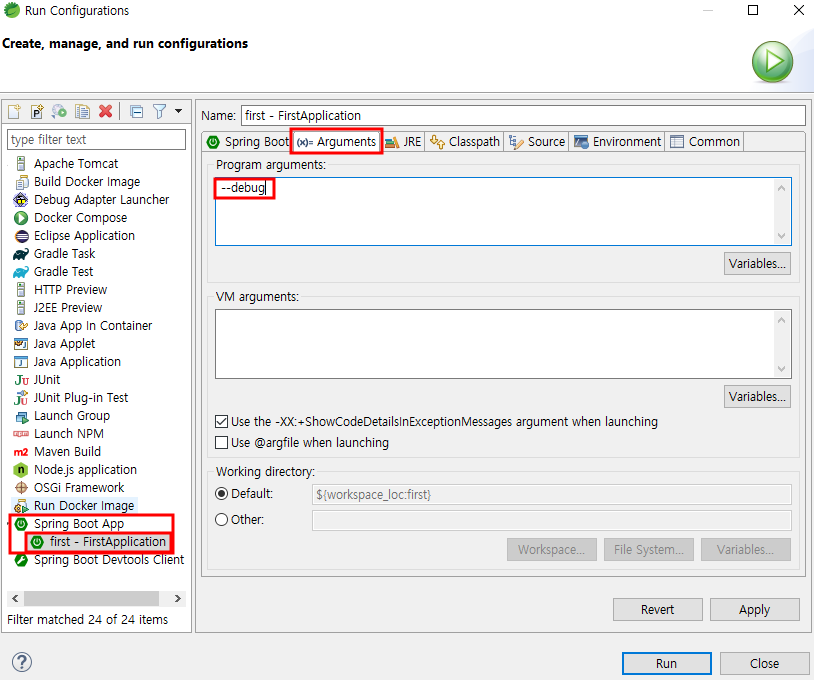 Run Configurations
Create, manage, and run configurations
type filter text
Apache Tomcat
Build Docker Image
Debug Adapter Launcher
Docker Compose
Eclipse Application
Gradle Task
Gradle Test
HTTP Preview
J2EE Preview
Java App In Container
Java Applet
Java Application
JUnit
JUnit Plug-in Test
Launch Group
Launch NPM
Maven Build
Node.js application
OSGi Framework
Run Docker Image
Spring Boot App
first - FirstApplication
Spring Boot Devtools Client
Filter matched 24 of 24 items
Name: first - FirstApplication
Spring Boot (x)= Arguments JRE Classpath Source Environment Common
Program arguments:
--debug
Variables...
VM arguments:
Variables...
Use the -XX:+ShowCodeDetailsInExceptionMessages argument when launching
Use @argfile when launching
Working directory:
Default: ${workspace_loc:first}
Other:
Workspace... File System... Variables...
Revert Apply
? Run Close